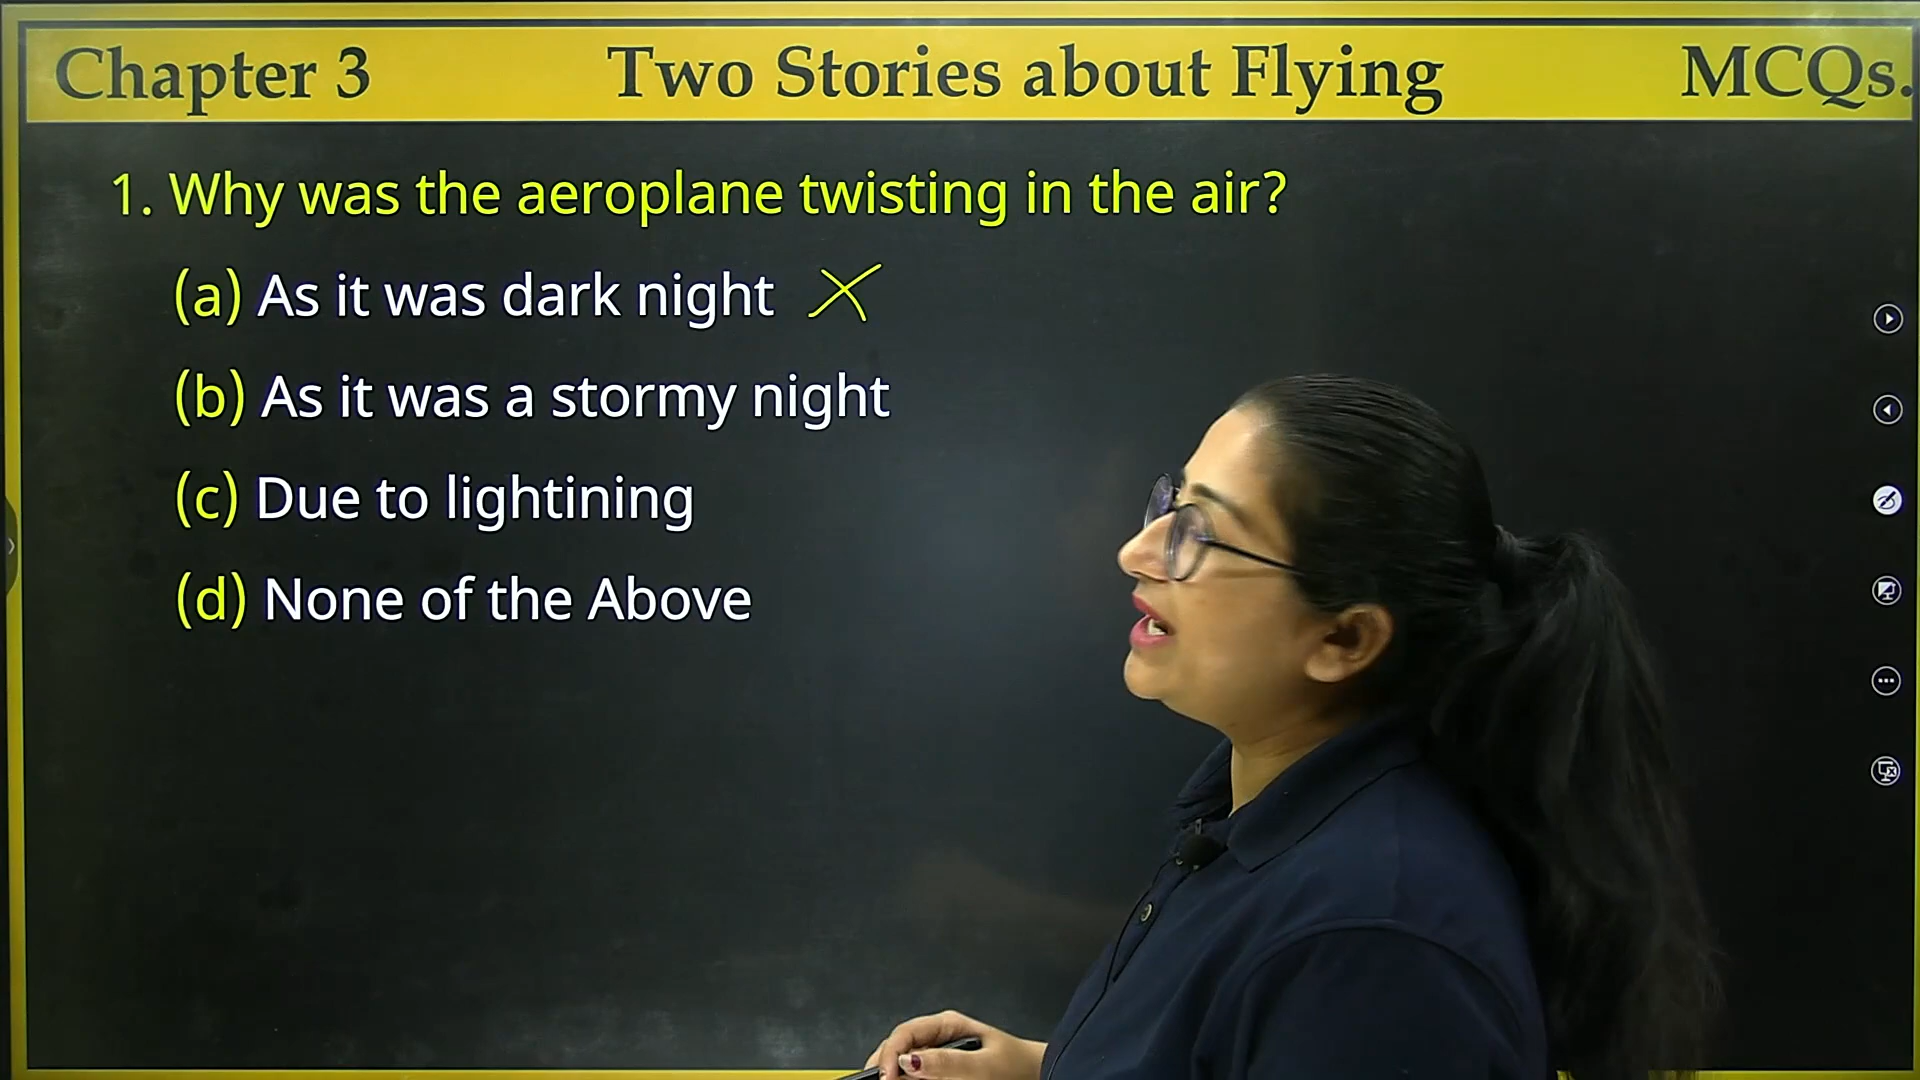 Chapter 3 Two Stories about Flying MCQs.
1. Why was the aeroplane twisting in the air?
(a) As it was dark night
(b) As it was a stormy night
(c) Due to lightining
(d) None of the Above